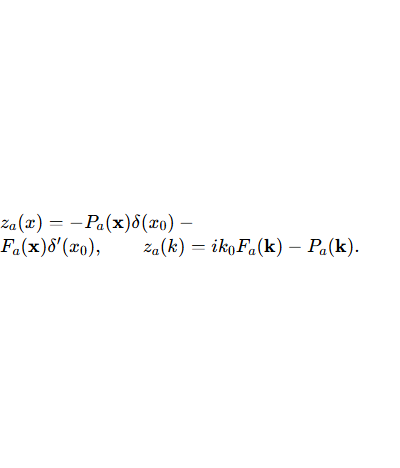 z_a(x) = −P_a(𝐱)δ(x_0) −
F_a(𝐱)δ′(x_0), z_a(k) = ik_0F_a(𝐤) − P_a(𝐤).